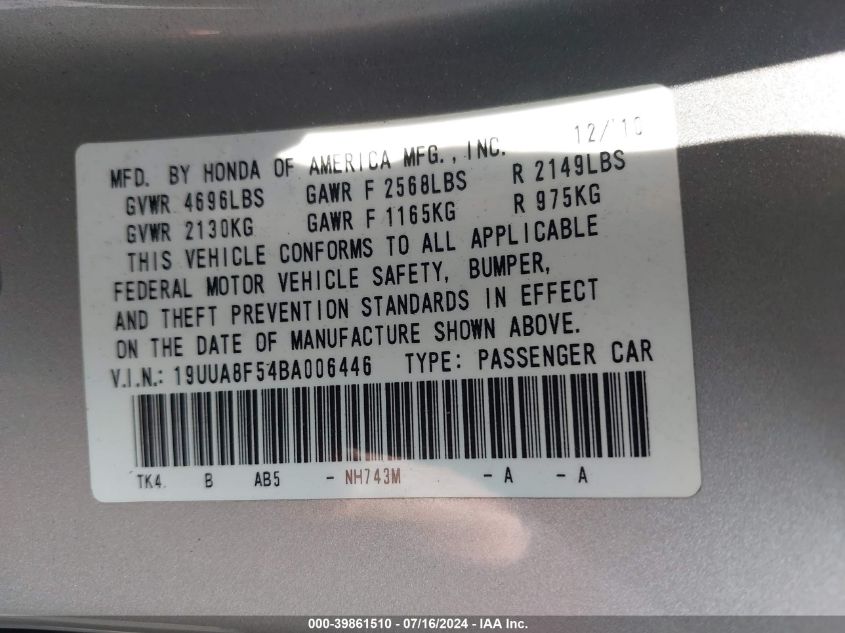 MFD. BY HONDA OF AMERICA MFG., INC. 12/'10
GVWR 4696LBS GAWR F 2568LBS R 2149LBS
GVWR 2130KG GAWR F 1165KG R 975KG
THIS VEHICLE CONFORMS TO ALL APPLICABLE
FEDERAL MOTOR VEHICLE SAFETY, BUMPER,
AND THEFT PREVENTION STANDARDS IN EFFECT
ON THE DATE OF MANUFACTURE SHOWN ABOVE.
V.I.N.: 19UUA8F54BA006446 TYPE: PASSENGER CAR
TK4 B AB5 - NH743M - A - A
000-39861510 - 07/16/2024 - IAA Inc.